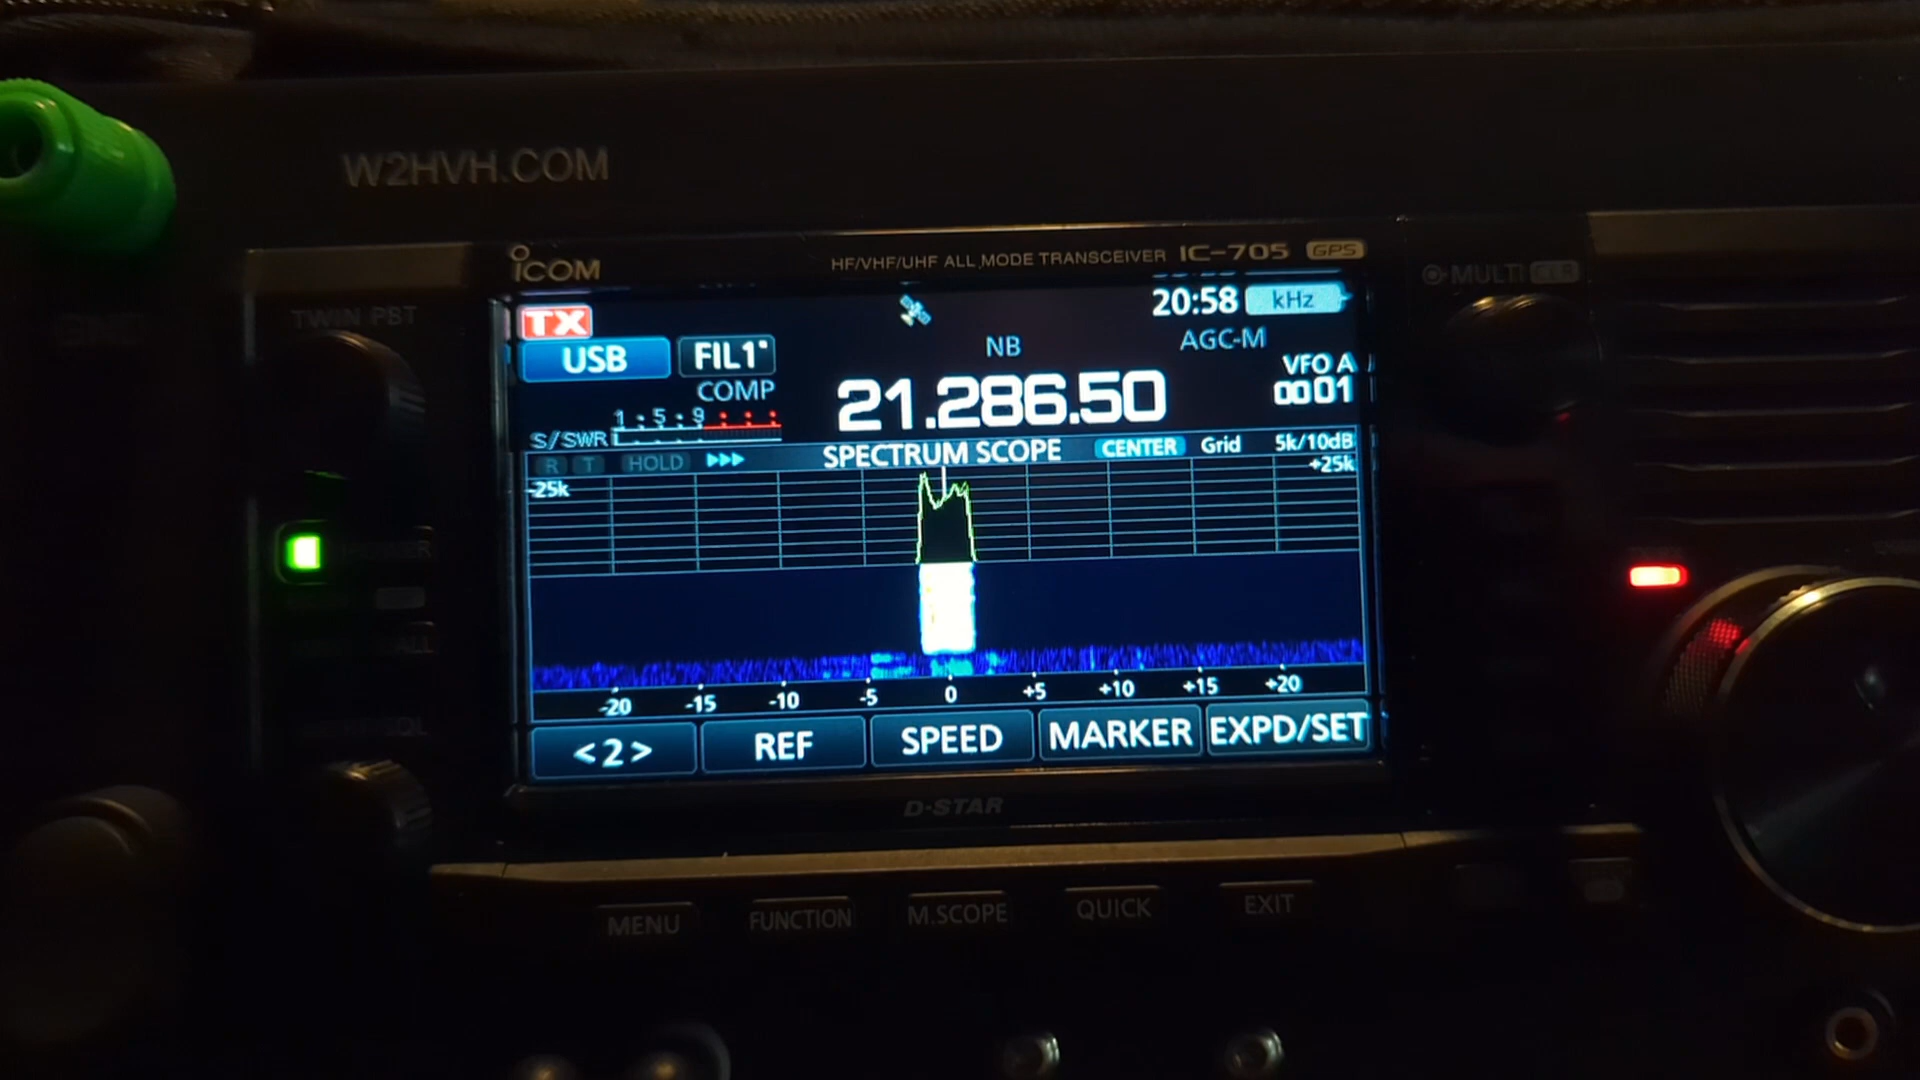 W2HVH.COM
ICOM
HF/VHF/UHF ALL MODE TRANSCEIVER IC-705 GPS
TWIN PBT
MULTI CLR
TX
20:58 kHz
USB FIL1
NB
AGC-M
COMP
21.286.50
VFO A
0001
1 : 5 : 9
S/SWR
R T HOLD
SPECTRUM SCOPE CENTER Grid 5k/10dB
-25k
+25k
-20 -15 -10 -5 0 +5 +10 +15 +20
<2> REF SPEED MARKER EXPD/SET
POWER
D-STAR
MENU FUNCTION M.SCOPE QUICK EXIT